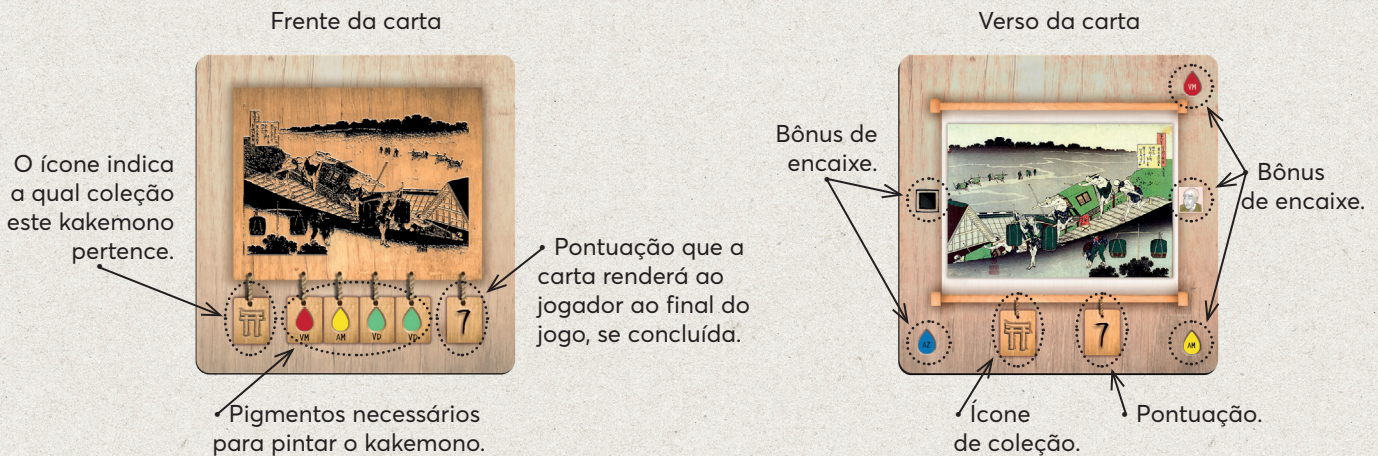 Frente da carta
O ícone indica
a qual coleção
este kakemono
pertence.
VM AM VD VD
7
Pontuação que a
carta renderá ao
jogador ao final do
jogo, se concluída.
Pigmentos necessários
para pintar o kakemono.
Verso da carta
VM
Bônus de
encaixe.
Bônus
de encaixe.
AZ
7
AM
Ícone
de coleção.
Pontuação.